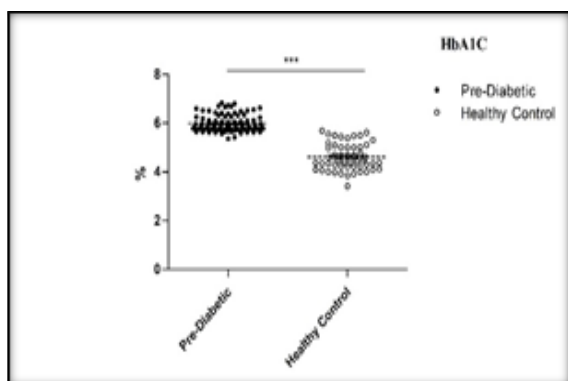 HbA1C
***
Pre-Diabetic
Healthy Control
8
6
4
2
0
%
Pre-Diabetic
Healthy Control